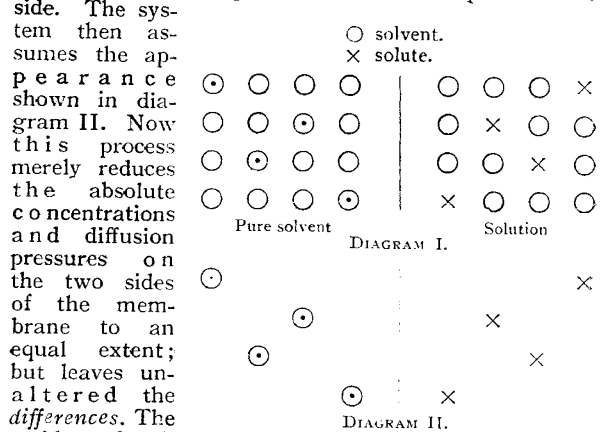 side. The sys-
tem then as-
sumes the ap-
pearance
shown in dia-
gram II. Now
this process
merely reduces
the absolute
concentrations
and diffusion
pressures on
the two sides
of the mem-
brane to an
equal extent;
but leaves un-
altered the
differences. The
○ solvent.
× solute.
Pure solvent
Solution
DIAGRAM I.
DIAGRAM II.